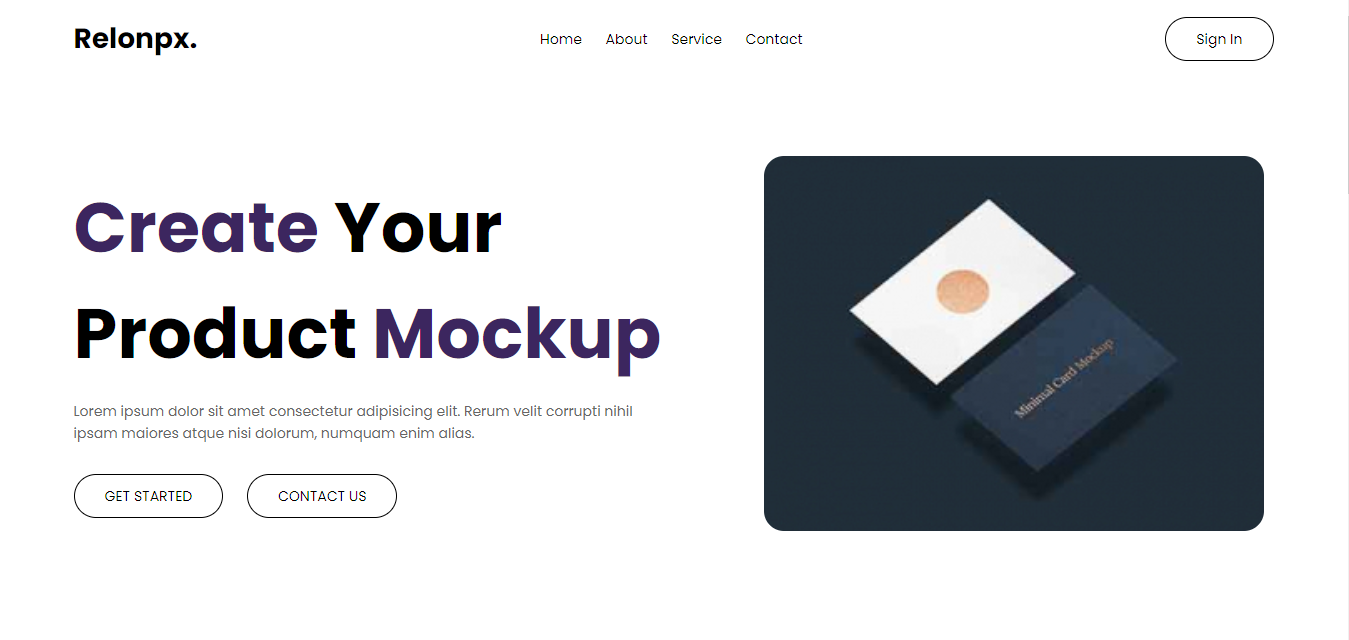 Relonpx.
Home About Service Contact
Sign In
Create Your
Product Mockup
Lorem ipsum dolor sit amet consectetur adipisicing elit. Rerum velit corrupti nihil
ipsam maiores atque nisi dolorum, numquam enim alias.
GET STARTED
CONTACT US
Minimal Card Mockup